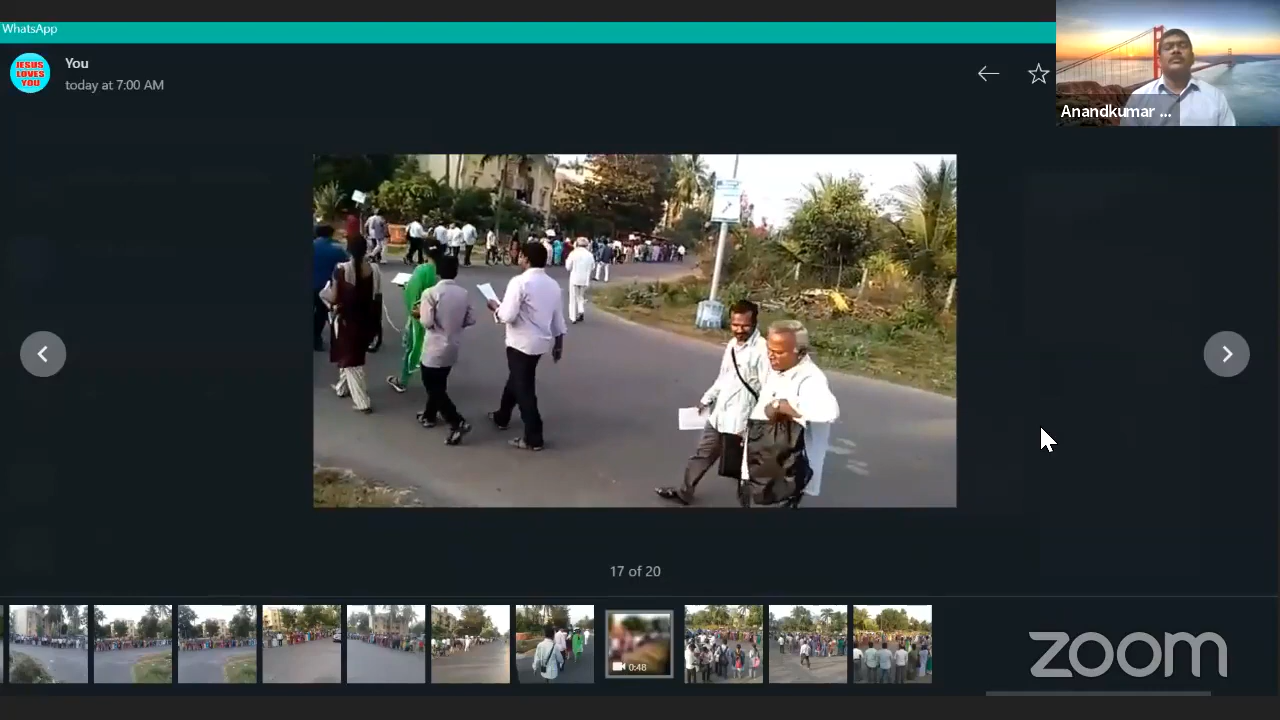 WhatsApp
JESUS
LOVES
YOU
You
today at 7:00 AM
Anandkumar ...
17 of 20
0:48
zoom